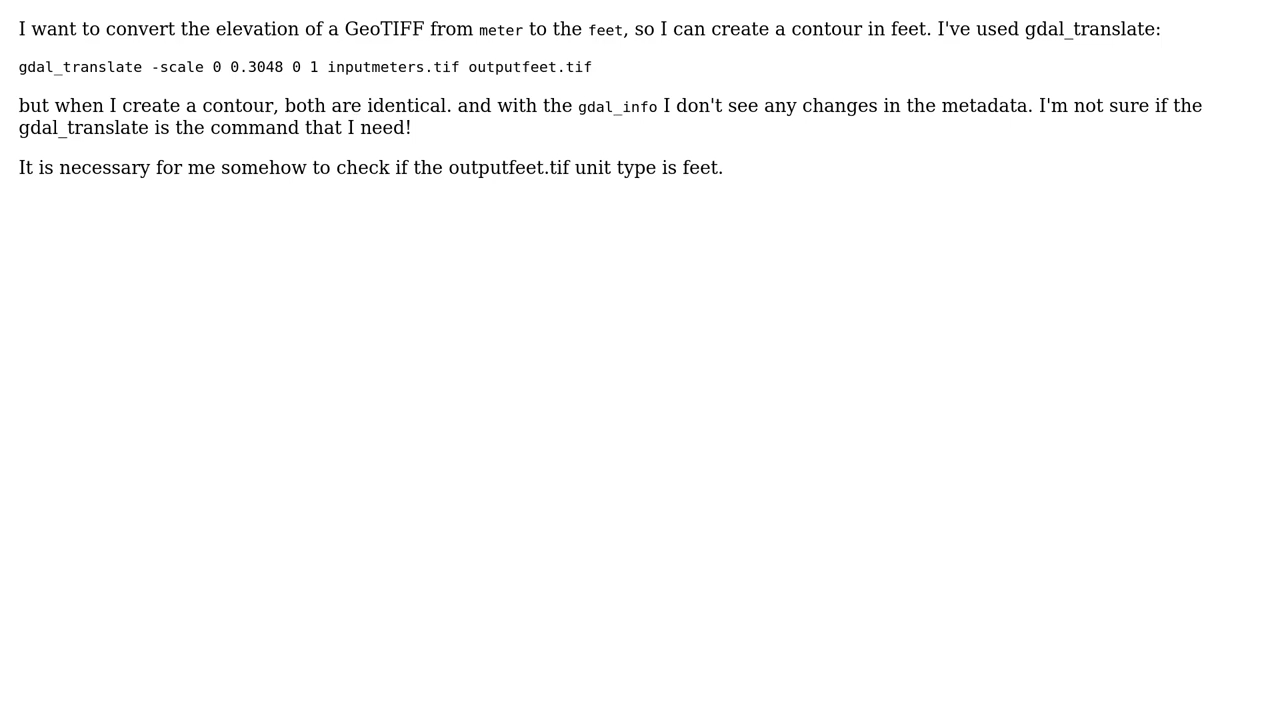 I want to convert the elevation of a GeoTIFF from meter to the feet, so I can create a contour in feet. I've used gdal_translate:
gdal_translate -scale 0 0.3048 0 1 inputmeters.tif outputfeet.tif
but when I create a contour, both are identical. and with the gdal_info I don't see any changes in the metadata. I'm not sure if the
gdal_translate is the command that I need!
It is necessary for me somehow to check if the outputfeet.tif unit type is feet.